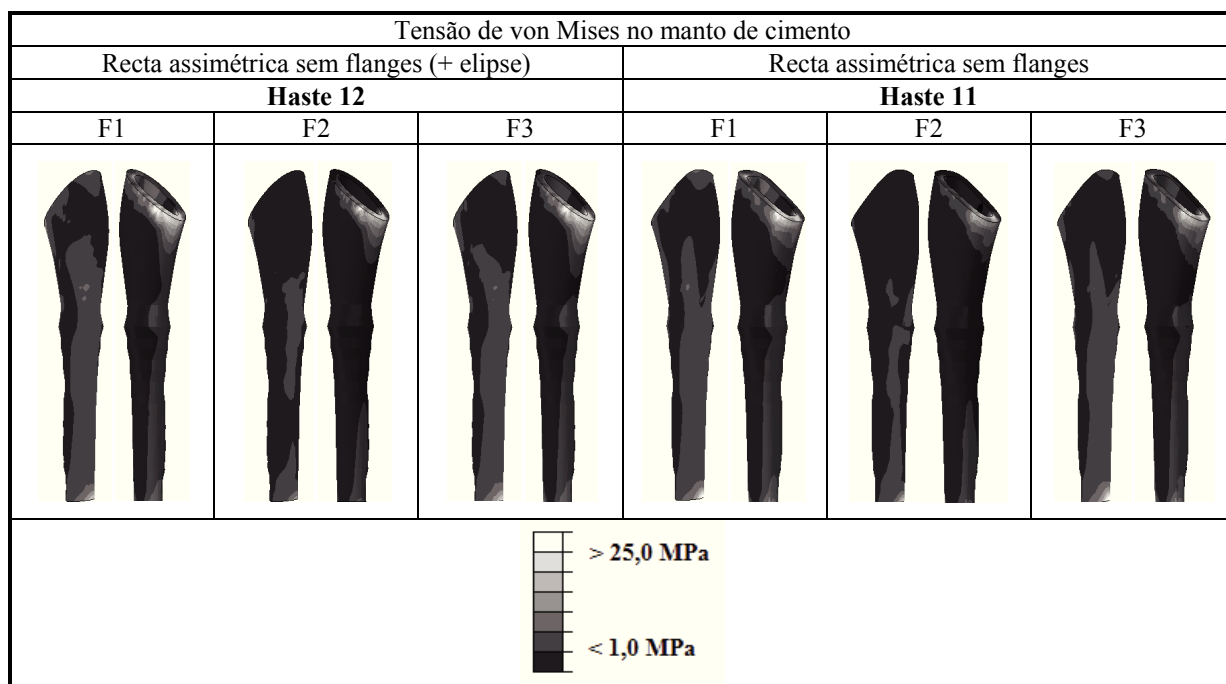 Tensão de von Mises no manto de cimento
Recta assimétrica sem flanges (+ elipse)
Recta assimétrica sem flanges
Haste 12
Haste 11
F1
F2
F3
F1
F2
F3
> 25,0 MPa
< 1,0 MPa